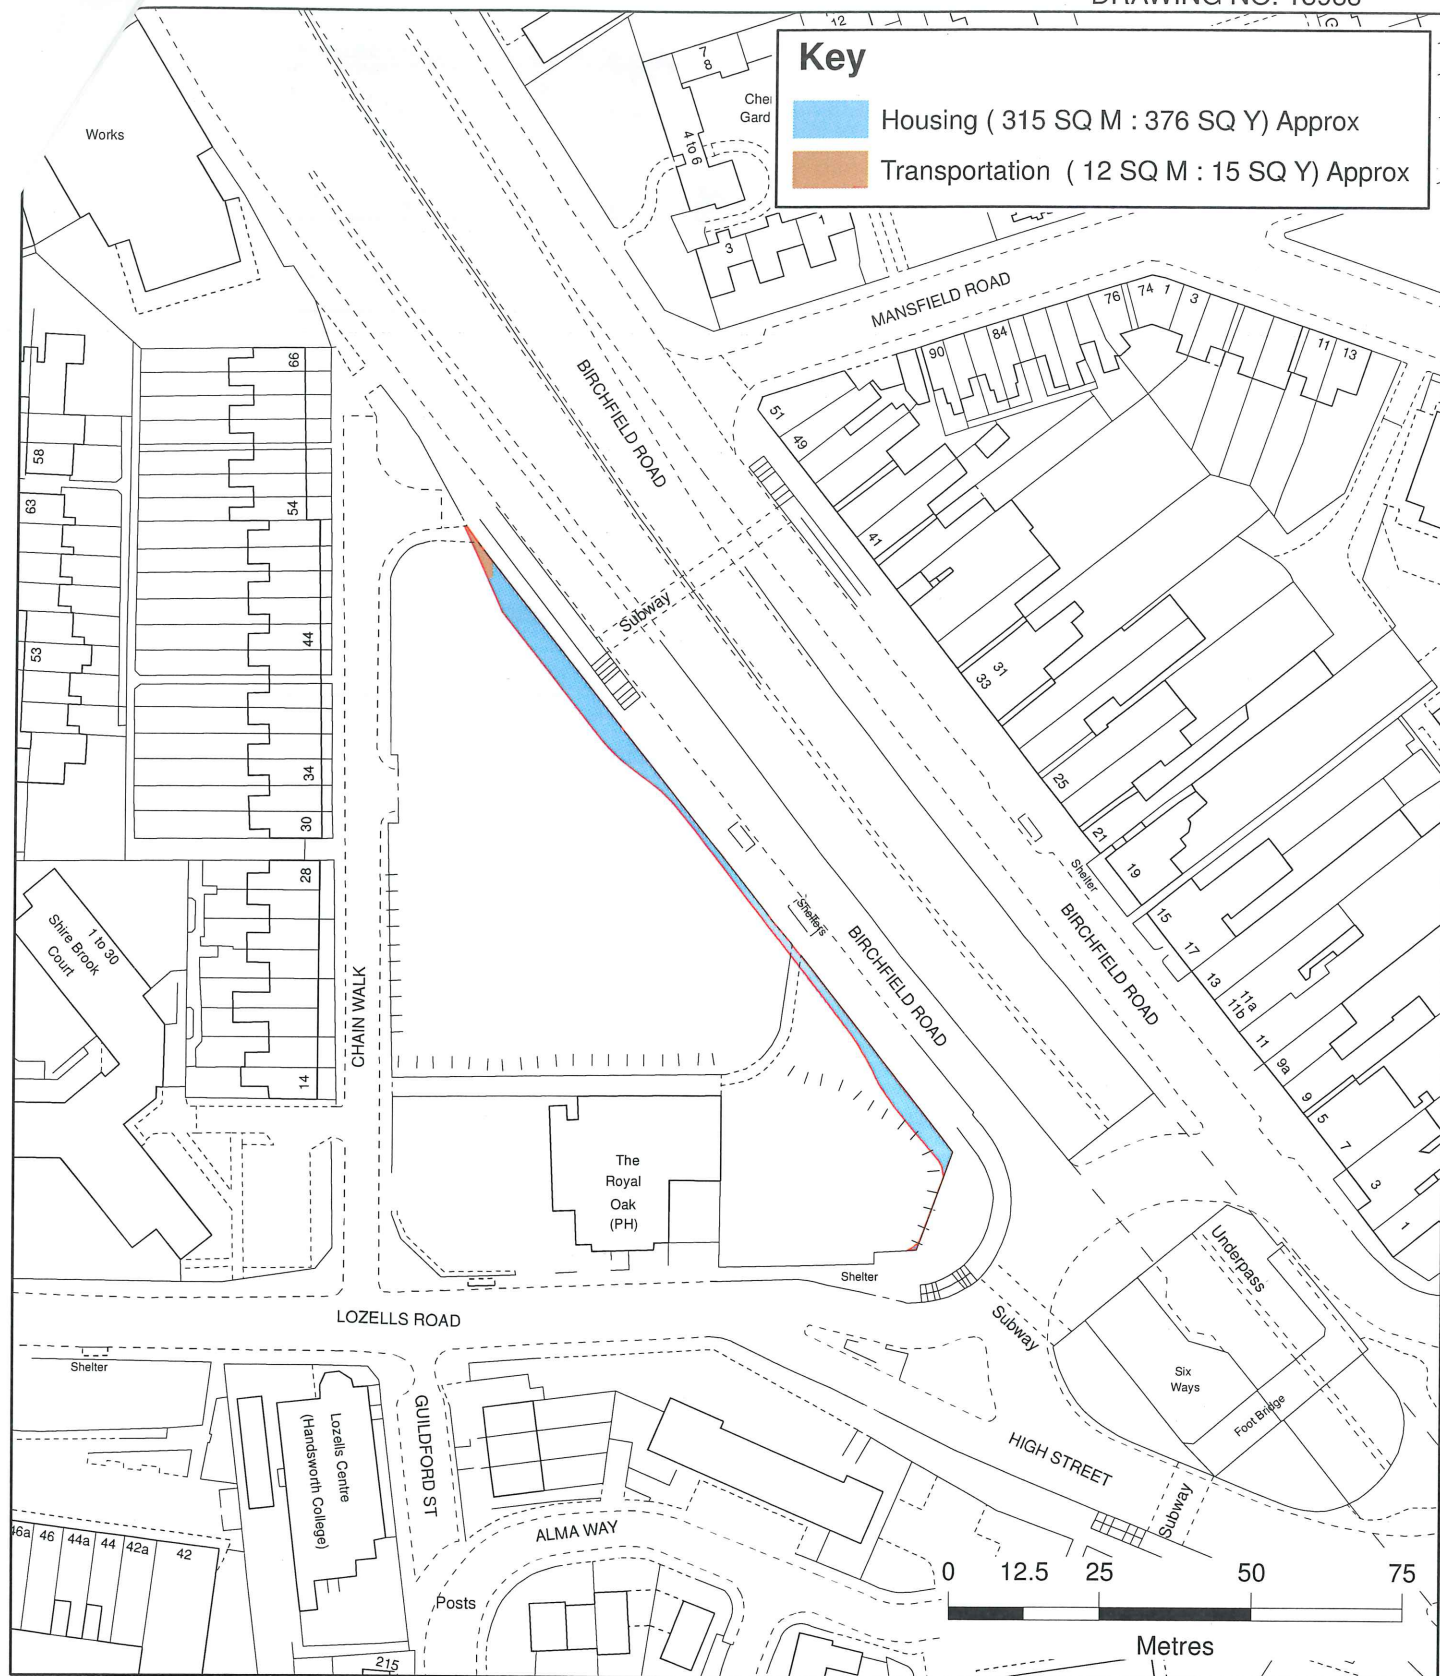 Key
Housing ( 315 SQ M : 376 SQ Y) Approx
Transportation ( 12 SQ M : 15 SQ Y) Approx
12
7
8
4 to 6
3
1
Works
MANSFIELD ROAD
76
74
1
3
84
90
11
13
51
49
41
BIRCHFIELD ROAD
66
58
54
63
53
44
34
30
Subway
31
33
25
21
19
15
17
13
11a
11b
11
9a
9
5
7
3
1
Shelter
Shelters
BIRCHFIELD ROAD
BIRCHFIELD ROAD
28
1 to 30
Shire Brook
Court
14
CHAIN WALK
The
Royal
Oak
(PH)
Shelter
Underpass
Subway
Six
Ways
Foot Bridge
LOZELLS ROAD
Shelter
GUILDFORD ST
Lozells Centre
(Handsworth College)
HIGH STREET
Subway
ALMA WAY
46
44a
44
42a
42
Posts
215
0 12.5 25 50 75
Metres